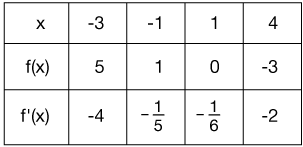 x -3 -1 1 4
f(x) 5 1 0 -3
f'(x) -4 -1/5 -1/6 -2